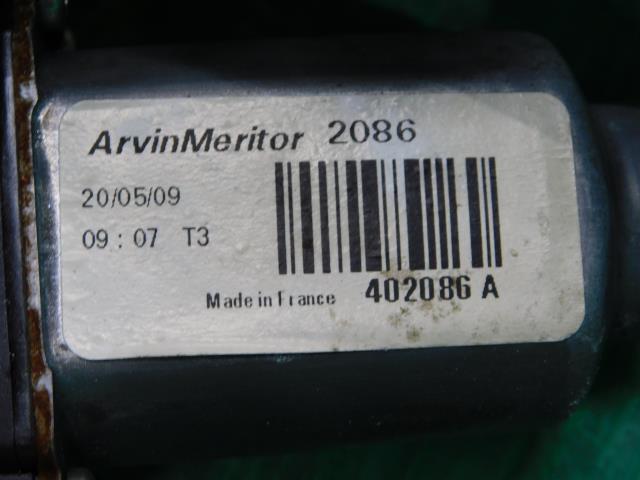 ArvinMeritor 2086
20/05/09
09 : 07 T3
Made in France 402086 A